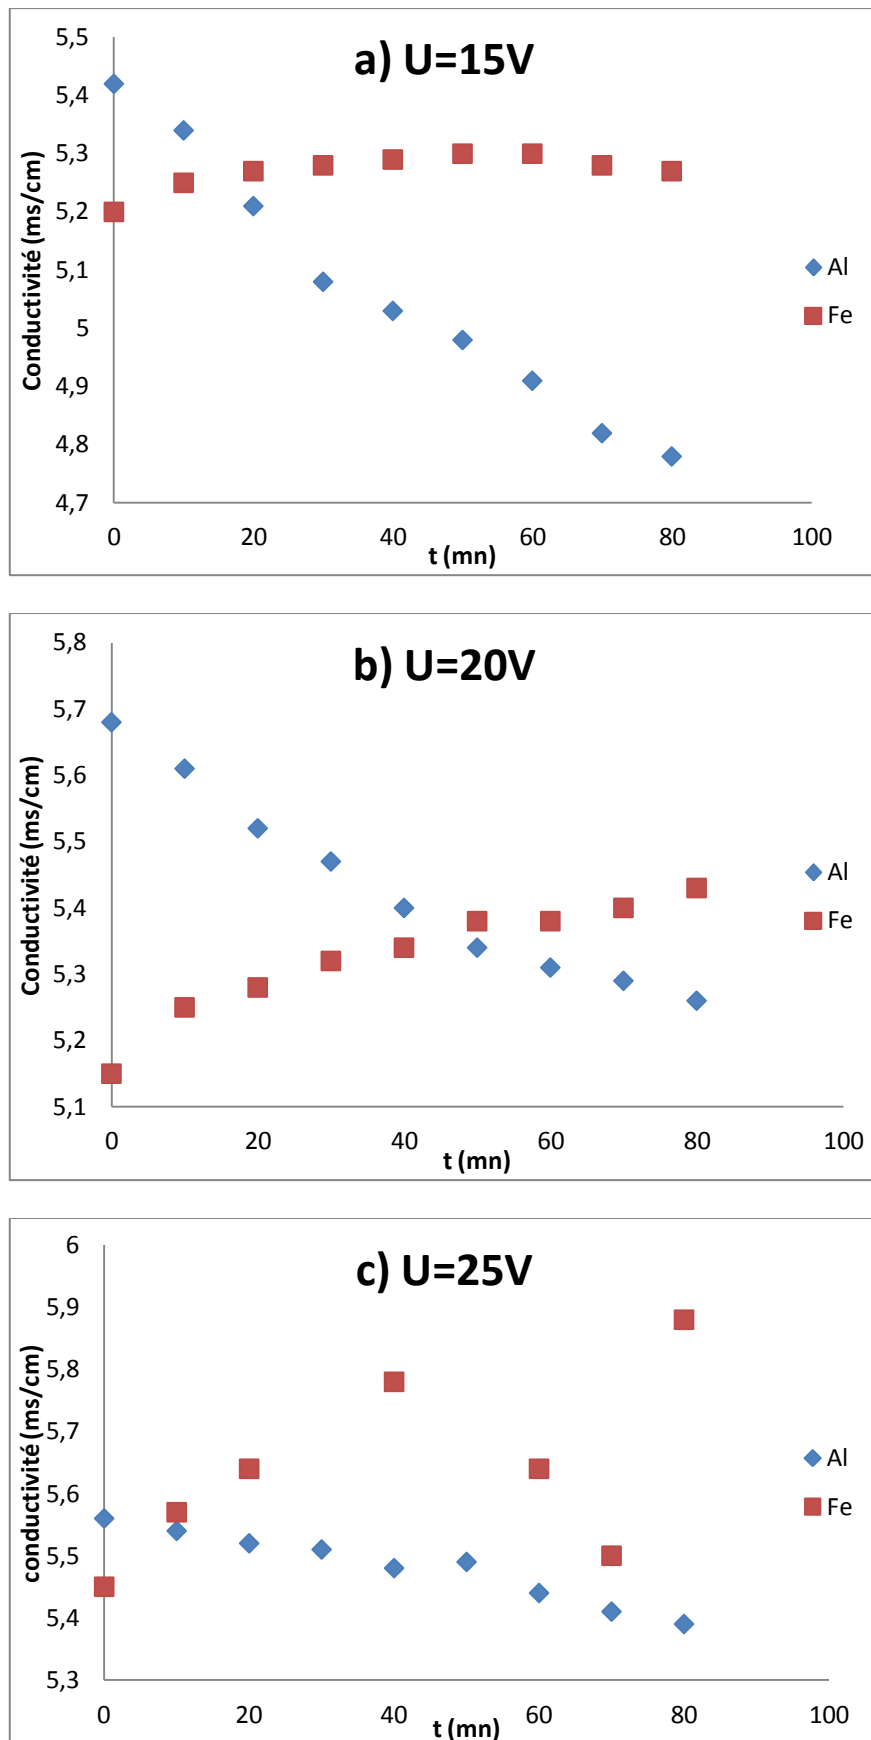 a) U=15V
Conductivité (ms/cm)
5,5
5,4
5,3
5,2
5,1
5
4,9
4,8
4,7
0 20 40 60 80 100
t (mn)
Al
Fe
b) U=20V
Conductivité (ms/cm)
5,8
5,7
5,6
5,5
5,4
5,3
5,2
5,1
0 20 40 60 80 100
t (mn)
Al
Fe
c) U=25V
conductivité (ms/cm)
6
5,9
5,8
5,7
5,6
5,5
5,4
5,3
0 20 40 60 80 100
t (mn)
Al
Fe